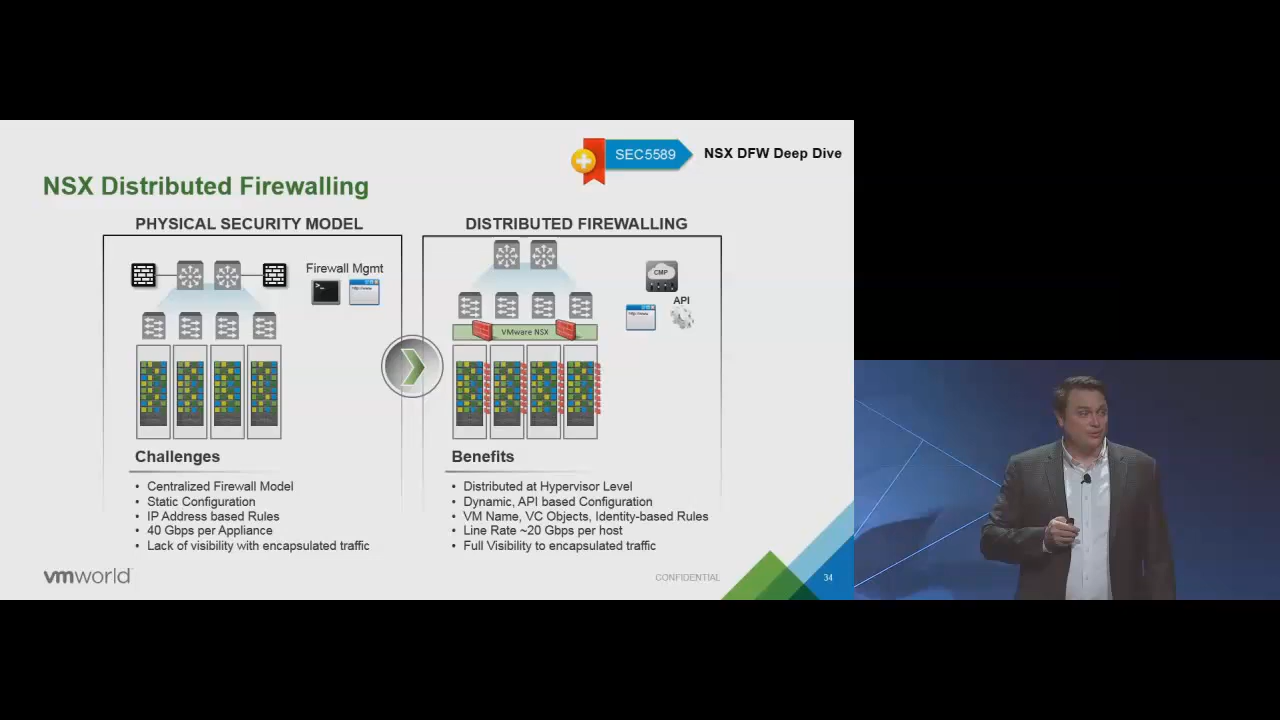 SEC5589
NSX DFW Deep Dive
NSX Distributed Firewalling
PHYSICAL SECURITY MODEL
Firewall Mgmt
Challenges
• Centralized Firewall Model
• Static Configuration
• IP Address based Rules
• 40 Gbps per Appliance
• Lack of visibility with encapsulated traffic
DISTRIBUTED FIREWALLING
CMP
API
VMware NSX
Benefits
• Distributed at Hypervisor Level
• Dynamic, API based Configuration
• VM Name, VC Objects, Identity-based Rules
• Line Rate ~20 Gbps per host
• Full Visibility to encapsulated traffic
vmworld
CONFIDENTIAL
34